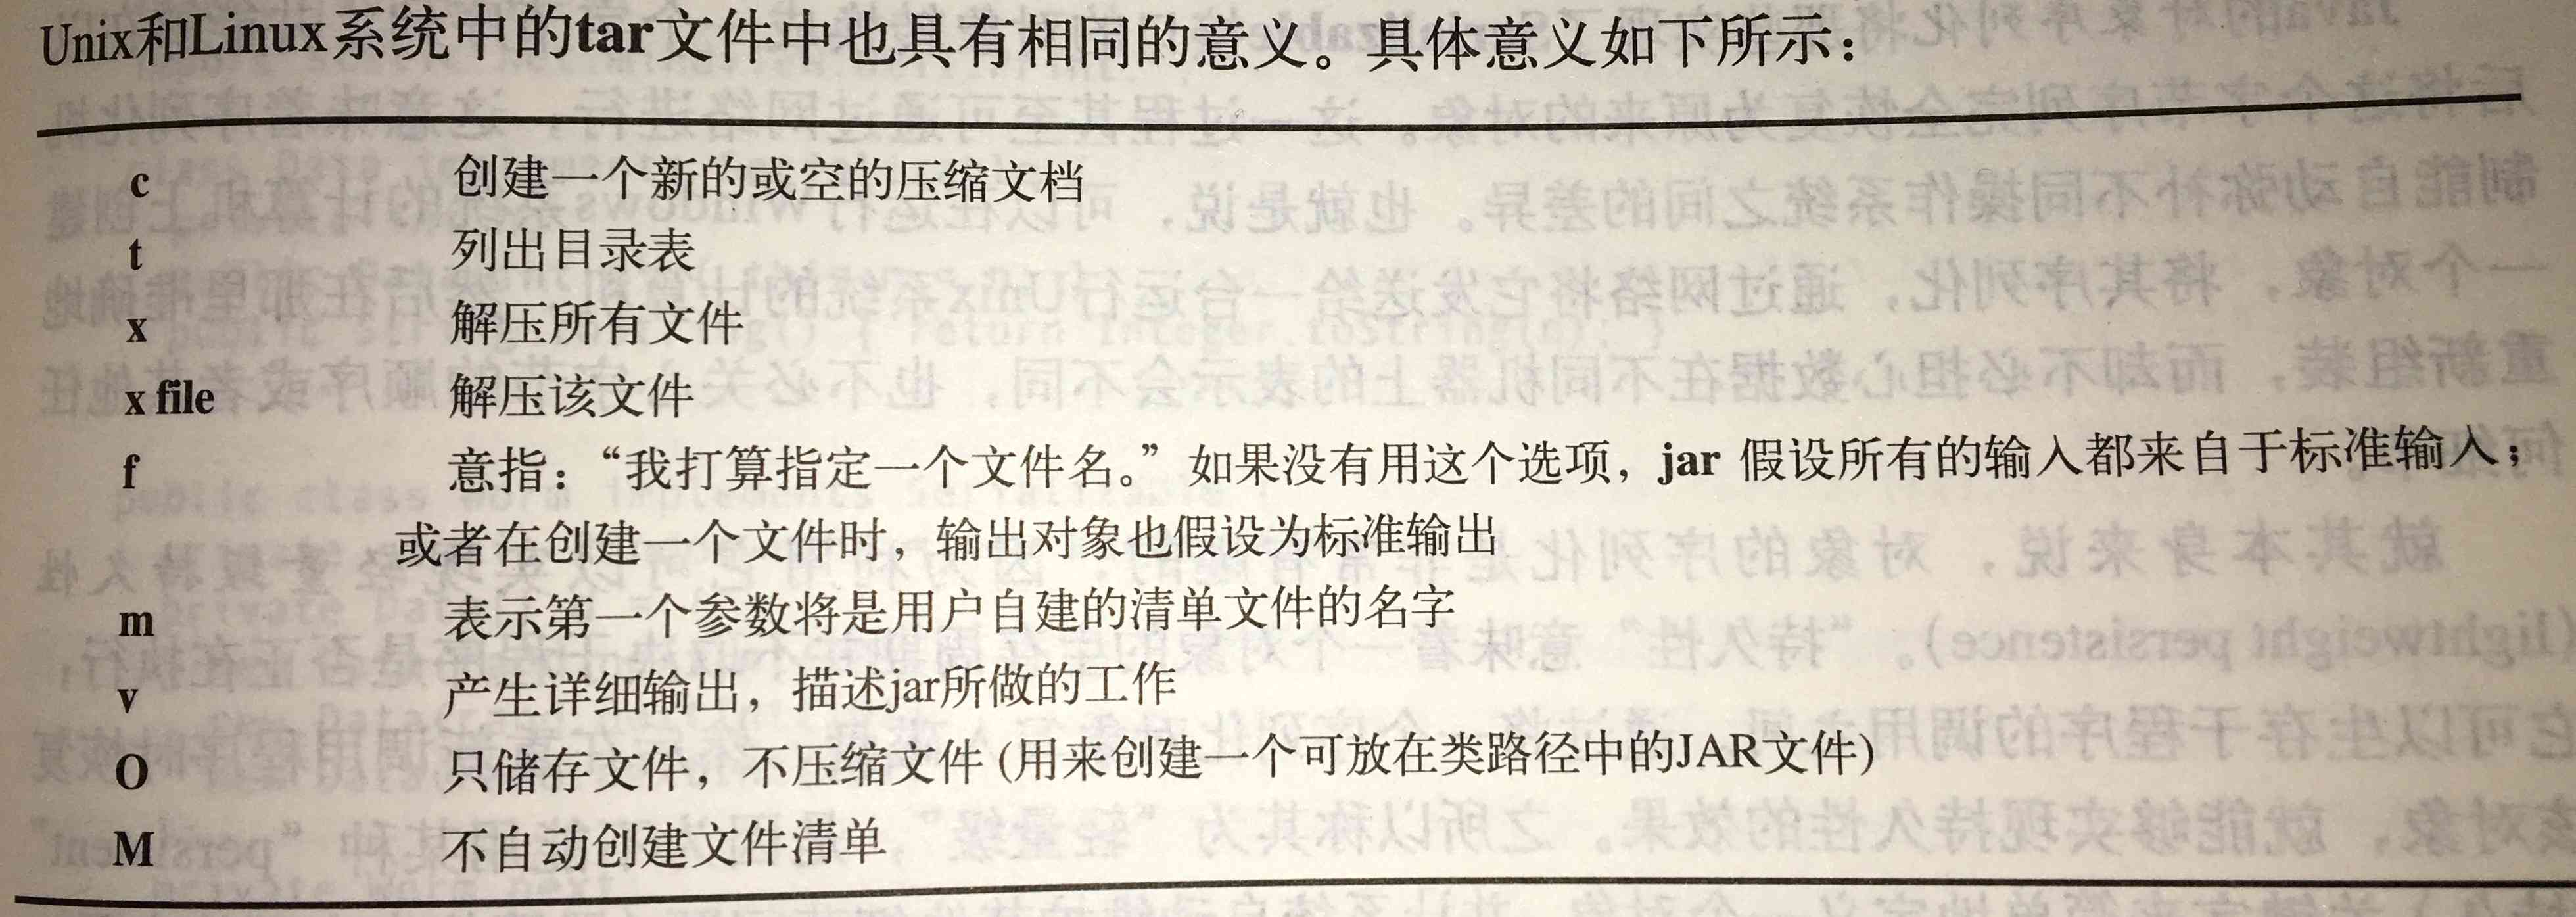 Unix和Linux系统中的tar文件中也具有相同的意义。具体意义如下所示：
c 创建一个新的或空的压缩文档
t 列出目录表
x 解压所有文件
x file 解压该文件
f 意指：“我打算指定一个文件名。”如果没有用这个选项，jar 假设所有的输入都来自于标准输入；
或者在创建一个文件时，输出对象也假设为标准输出
m 表示第一个参数将是用户自建的清单文件的名字
v 产生详细输出，描述jar所做的工作
O 只储存文件，不压缩文件 (用来创建一个可放在类路径中的JAR文件)
M 不自动创建文件清单